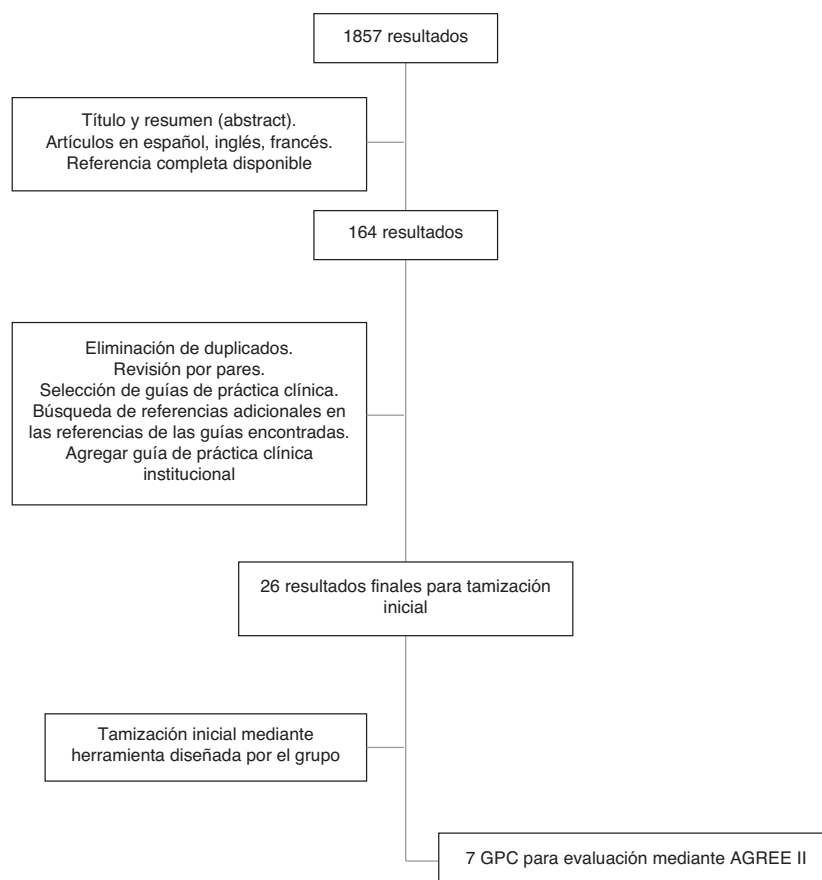 1857 resultados
Título y resumen (abstract).
Artículos en español, inglés, francés.
Referencia completa disponible
164 resultados
Eliminación de duplicados.
Revisión por pares.
Selección de guías de práctica clínica.
Búsqueda de referencias adicionales en
las referencias de las guías encontradas.
Agregar guía de práctica clínica
institucional
26 resultados finales para tamización
inicial
Tamización inicial mediante
herramienta diseñada por el grupo
7 GPC para evaluación mediante AGREE II